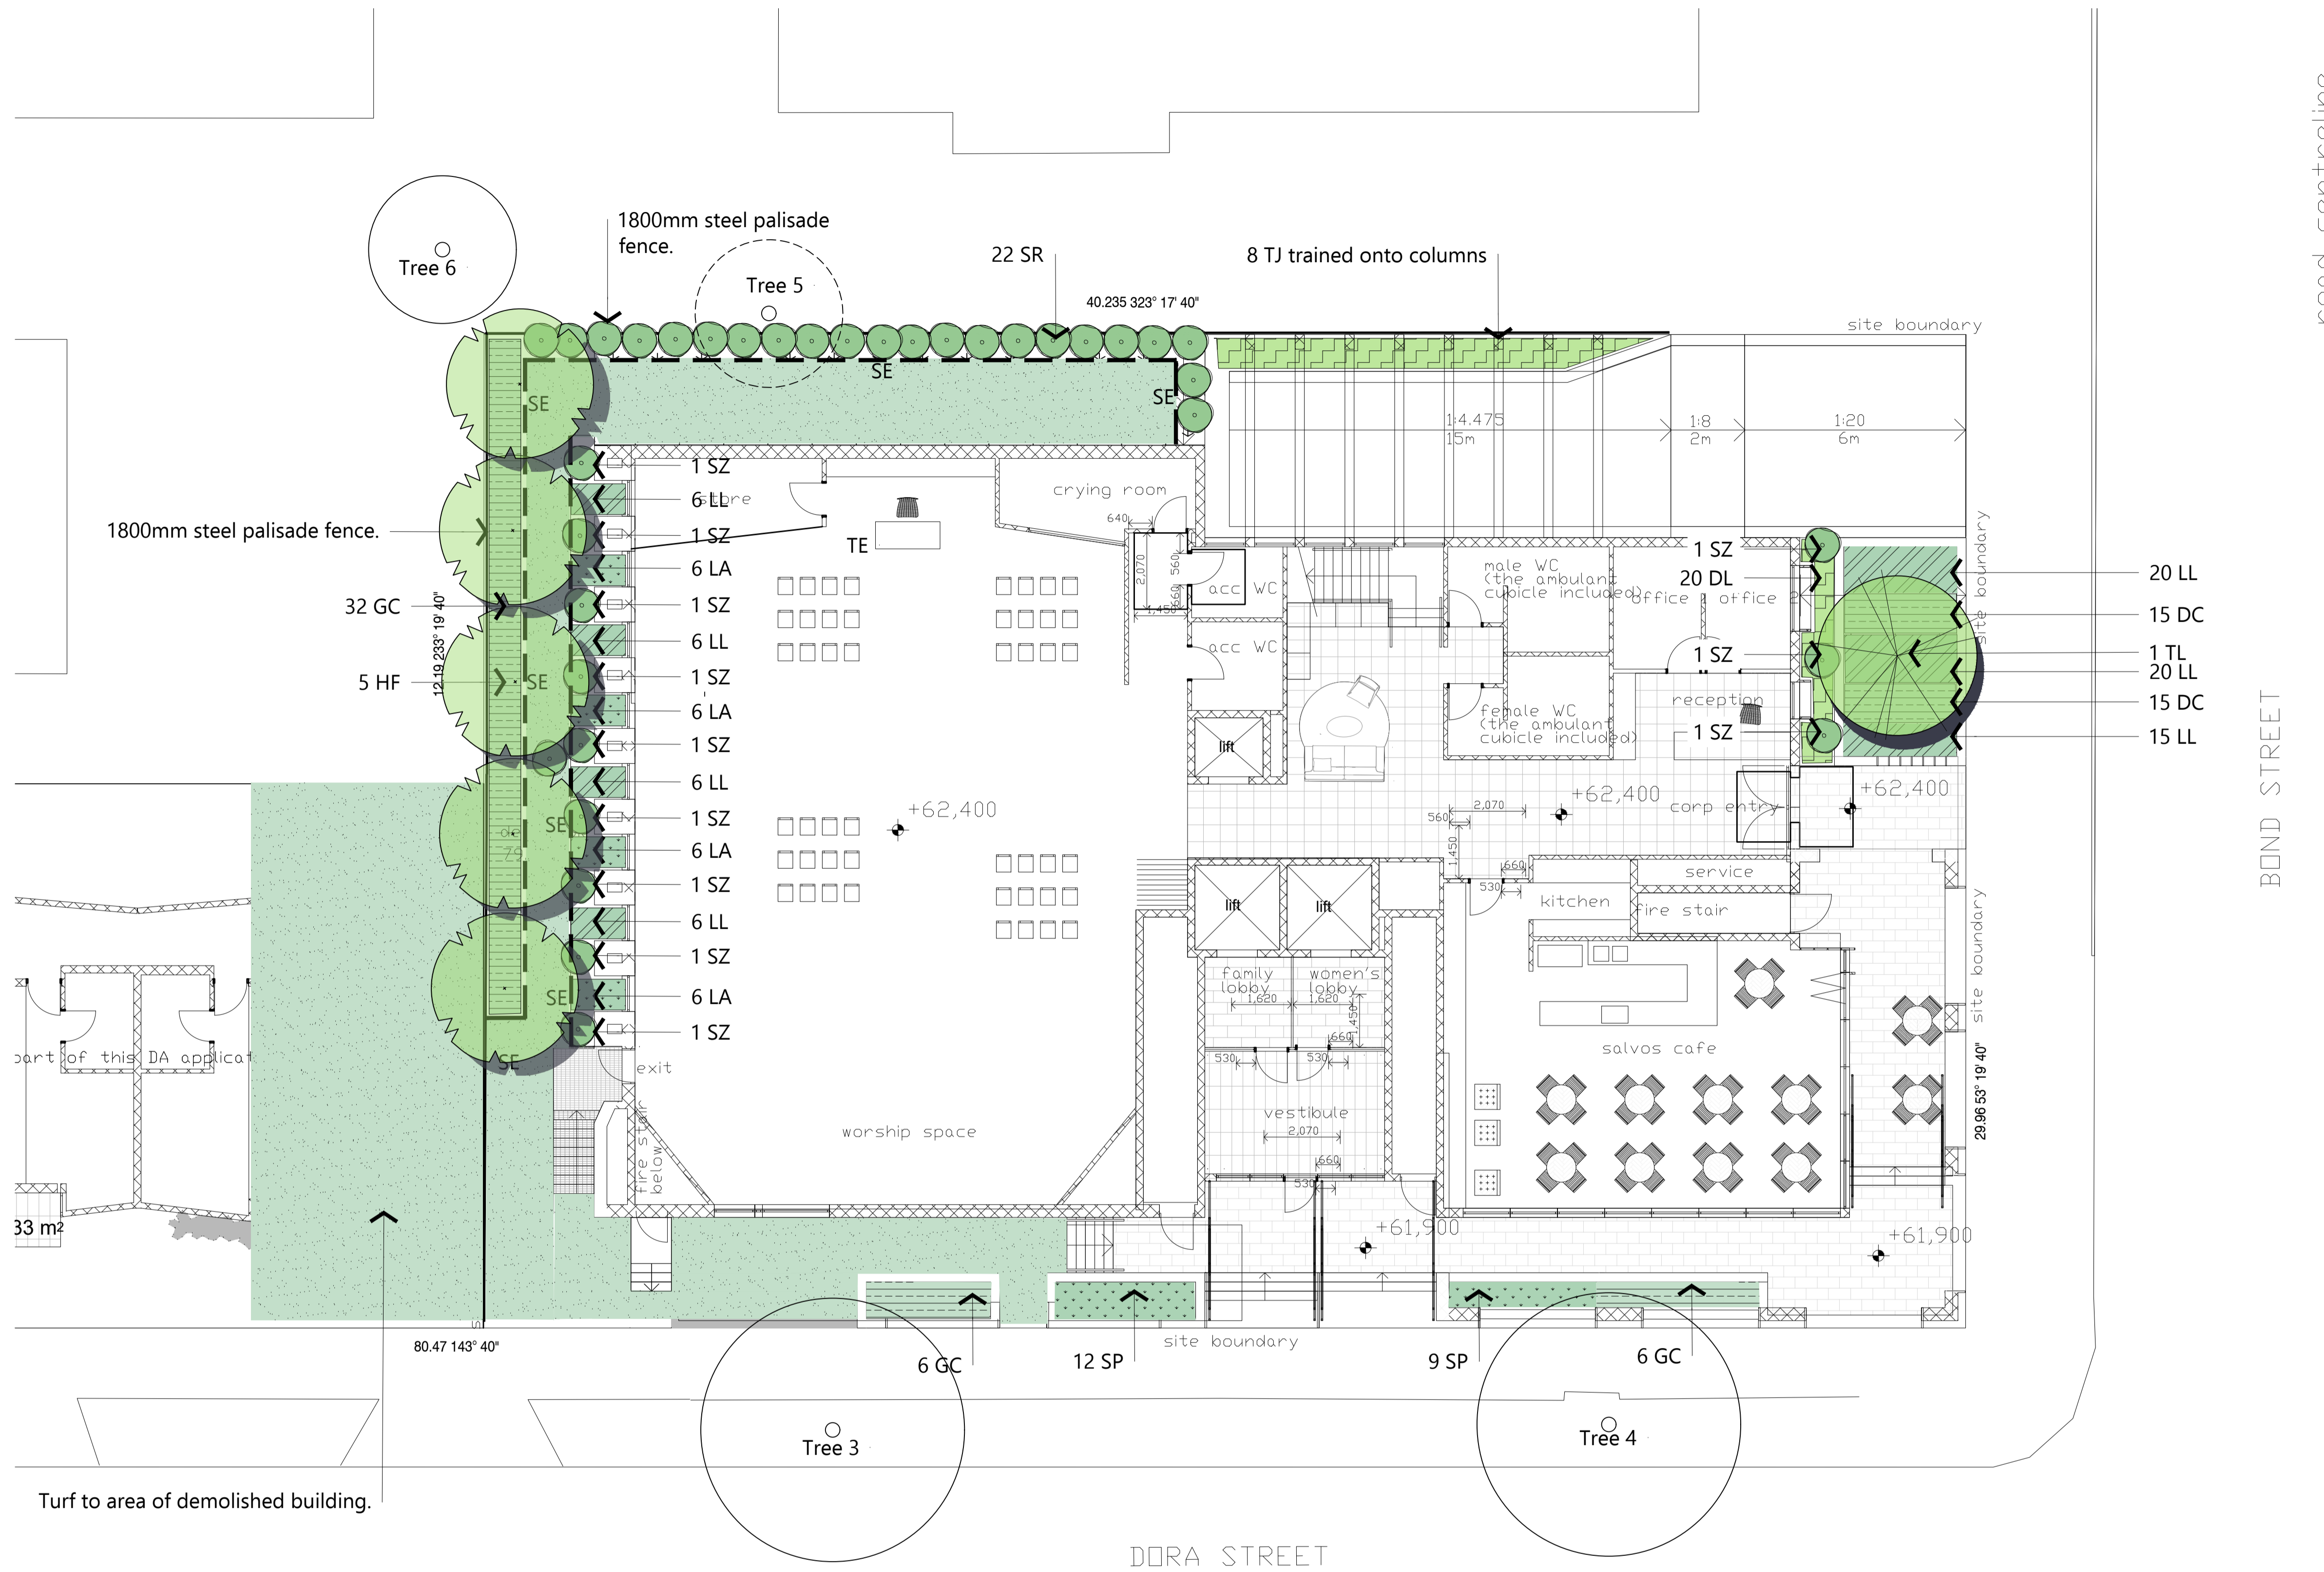 1800mm steel palisade
fence.
Tree 6
Tree 5
22 SR
8 TJ trained onto columns
40.235 323° 17' 40"
site boundary
SE
SE
SE
1:4.475
15m
1:8
2m
1:20
6m
1 SZ
6 LL
store
crying room
640
1800mm steel palisade fence.
1 SZ
TE
6 LA
2,070
560
660
1,450
acc WC
male WC
(the ambulant
cubicle included)
office
office 2
1 SZ
20 DL
site boundary
20 LL
32 GC
12.19 233° 19' 40"
1 SZ
15 DC
6 LL
acc WC
1 SZ
1 TL
20 LL
5 HF
SE
1 SZ
reception
15 DC
6 LA
female WC
(the ambulant
cubicle included)
1 SZ
15 LL
1 SZ
lift
6 LL
+62,400
+62,400
corp entry
+62,400
BOND STREET
1 SZ
SE
2,070
560
1,450
6 LA
660
530
service
1 SZ
kitchen
fire stair
lift
lift
6 LL
site boundary
1 SZ
family
lobby
women's
lobby
1,620
1,620
1,450
SE
6 LA
1 SZ
660
530
530
salvos cafe
29.96 53° 19' 40"
part of this DA applicat
SE
exit
vestibule
2,070
worship space
fire stair
below
660
530
33 m²
+61,900
+61,900
site boundary
80.47 143° 40"
6 GC
12 SP
9 SP
6 GC
Tree 3
Tree 4
Turf to area of demolished building.
DORA STREET
road centreline